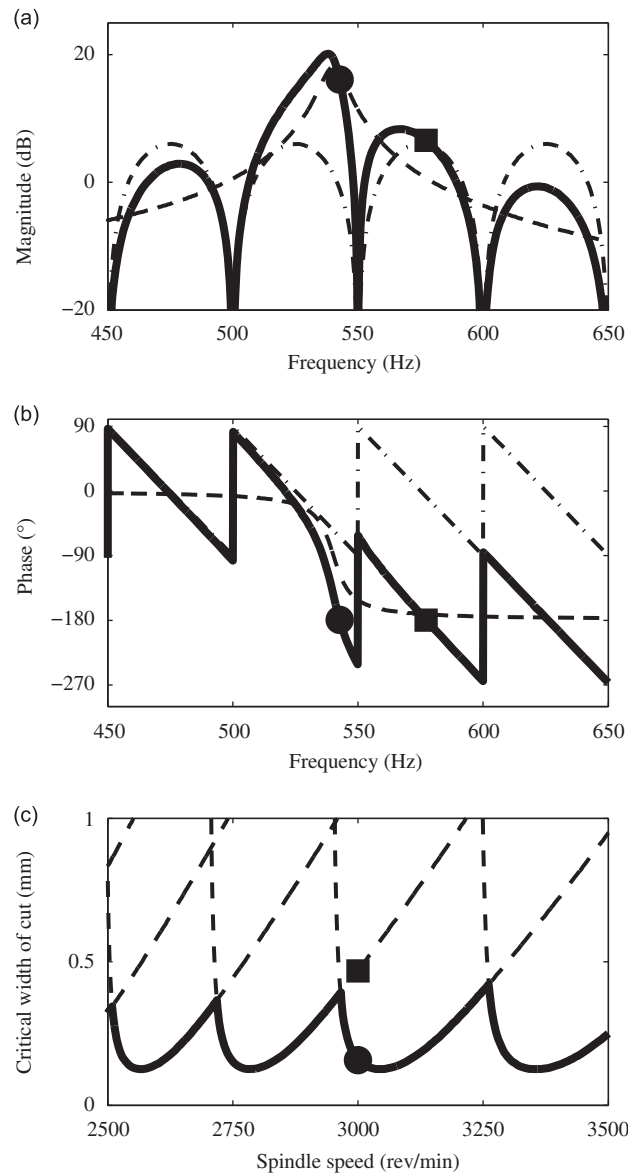 (a)
20
0
−20
Magnitude (dB)
450 500 550 600 650
Frequency (Hz)
(b)
90
0
−90
−180
−270
Phase (°)
450 500 550 600 650
Frequency (Hz)
(c)
1
0.5
0
Critical width of cut (mm)
2500 2750 3000 3250 3500
Spindle speed (rev/min)